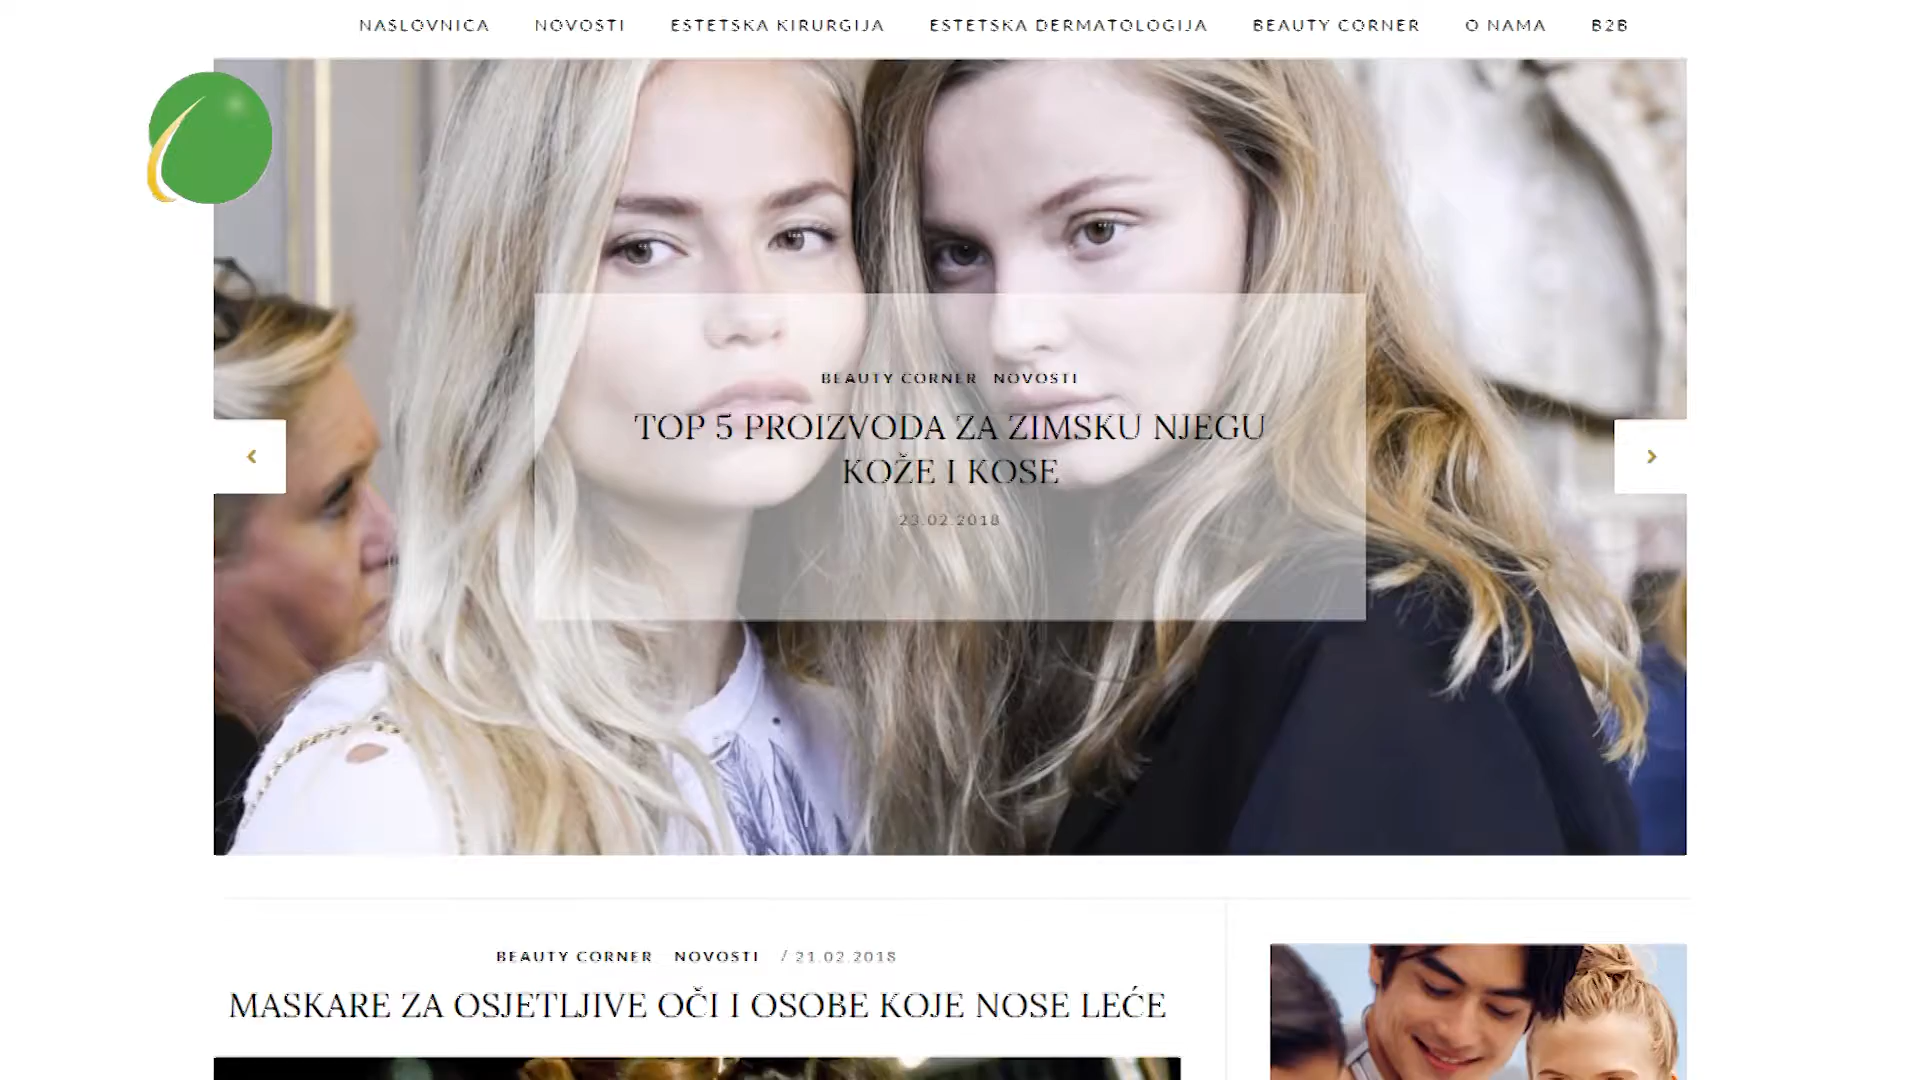 NASLOVNICA NOVOSTI ESTETSKA KIRURGIJA ESTETSKA DERMATOLOGIJA BEAUTY CORNER O NAMA B2B
BEAUTY CORNER NOVOSTI
TOP 5 PROIZVODA ZA ZIMSKU NJEGU
KOŽE I KOSE
23.02.2018
BEAUTY CORNER NOVOSTI / 21.02.2018
MASKARE ZA OSJETLJIVE OČI I OSOBE KOJE NOSE LEĆE